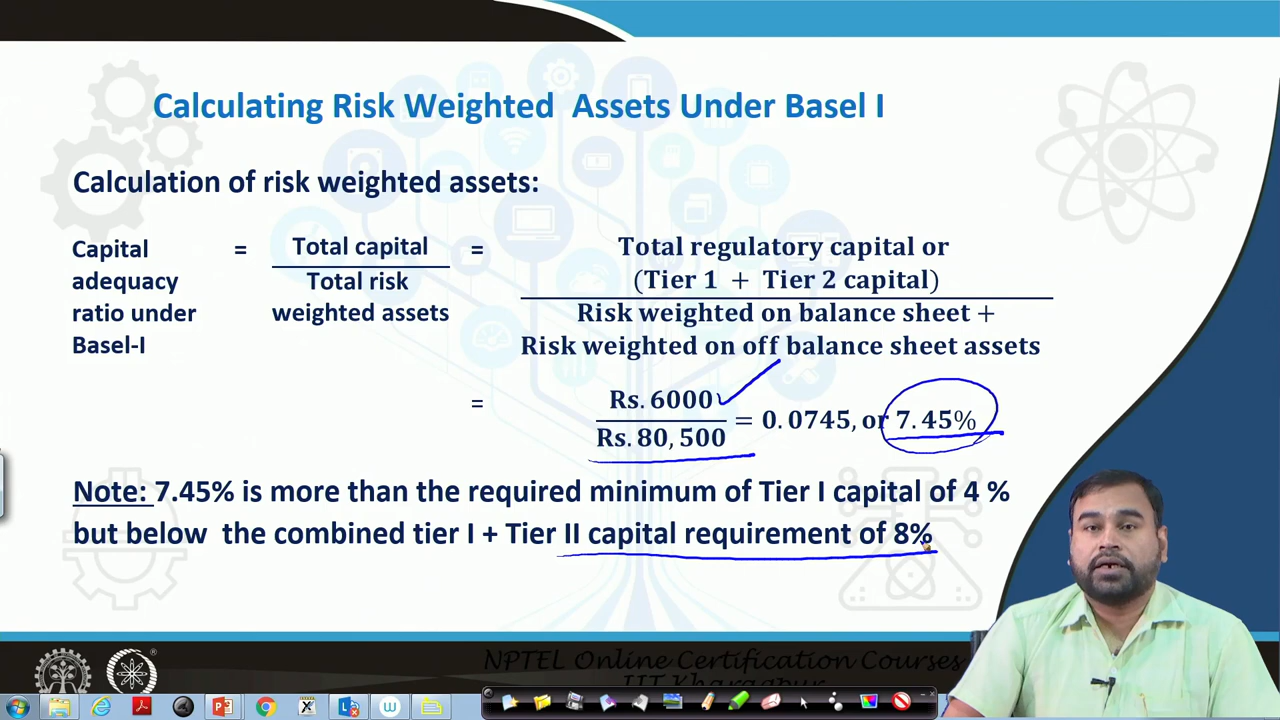 Calculating Risk Weighted Assets Under Basel I
Calculation of risk weighted assets:
Capital adequacy ratio under Basel-I = Total capital / Total risk weighted assets =
Total regulatory capital or
(Tier 1 + Tier 2 capital)
Risk weighted on balance sheet +
Risk weighted on off balance sheet assets
= Rs. 6000 / Rs. 80,500 = 0.0745, or 7.45%
Note: 7.45% is more than the required minimum of Tier I capital of 4 %
but below the combined tier I + Tier II capital requirement of 8%
NPTEL Online Certification Courses
IIT Kharagpur